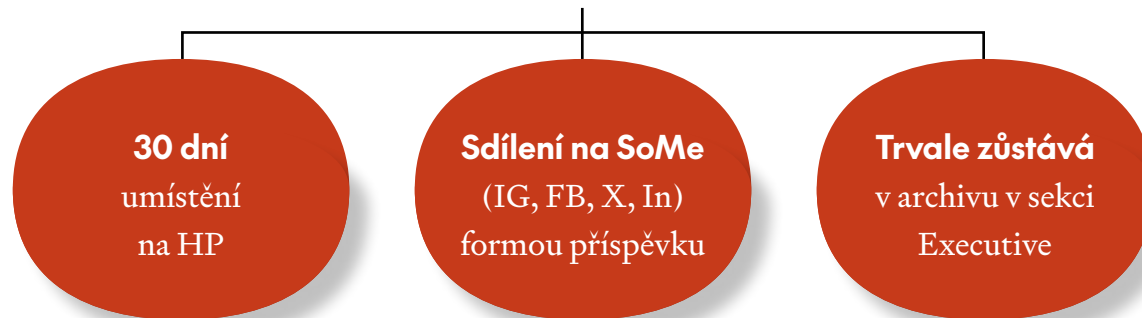 30 dní
umístění
na HP
Sdílení na SoMe
(IG, FB, X, In)
formou příspěvku
Trvale zůstává
v archivu v sekci
Executive